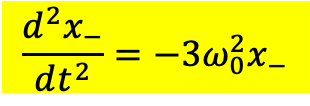 d²x₋/dt² = −3ω₀²x₋